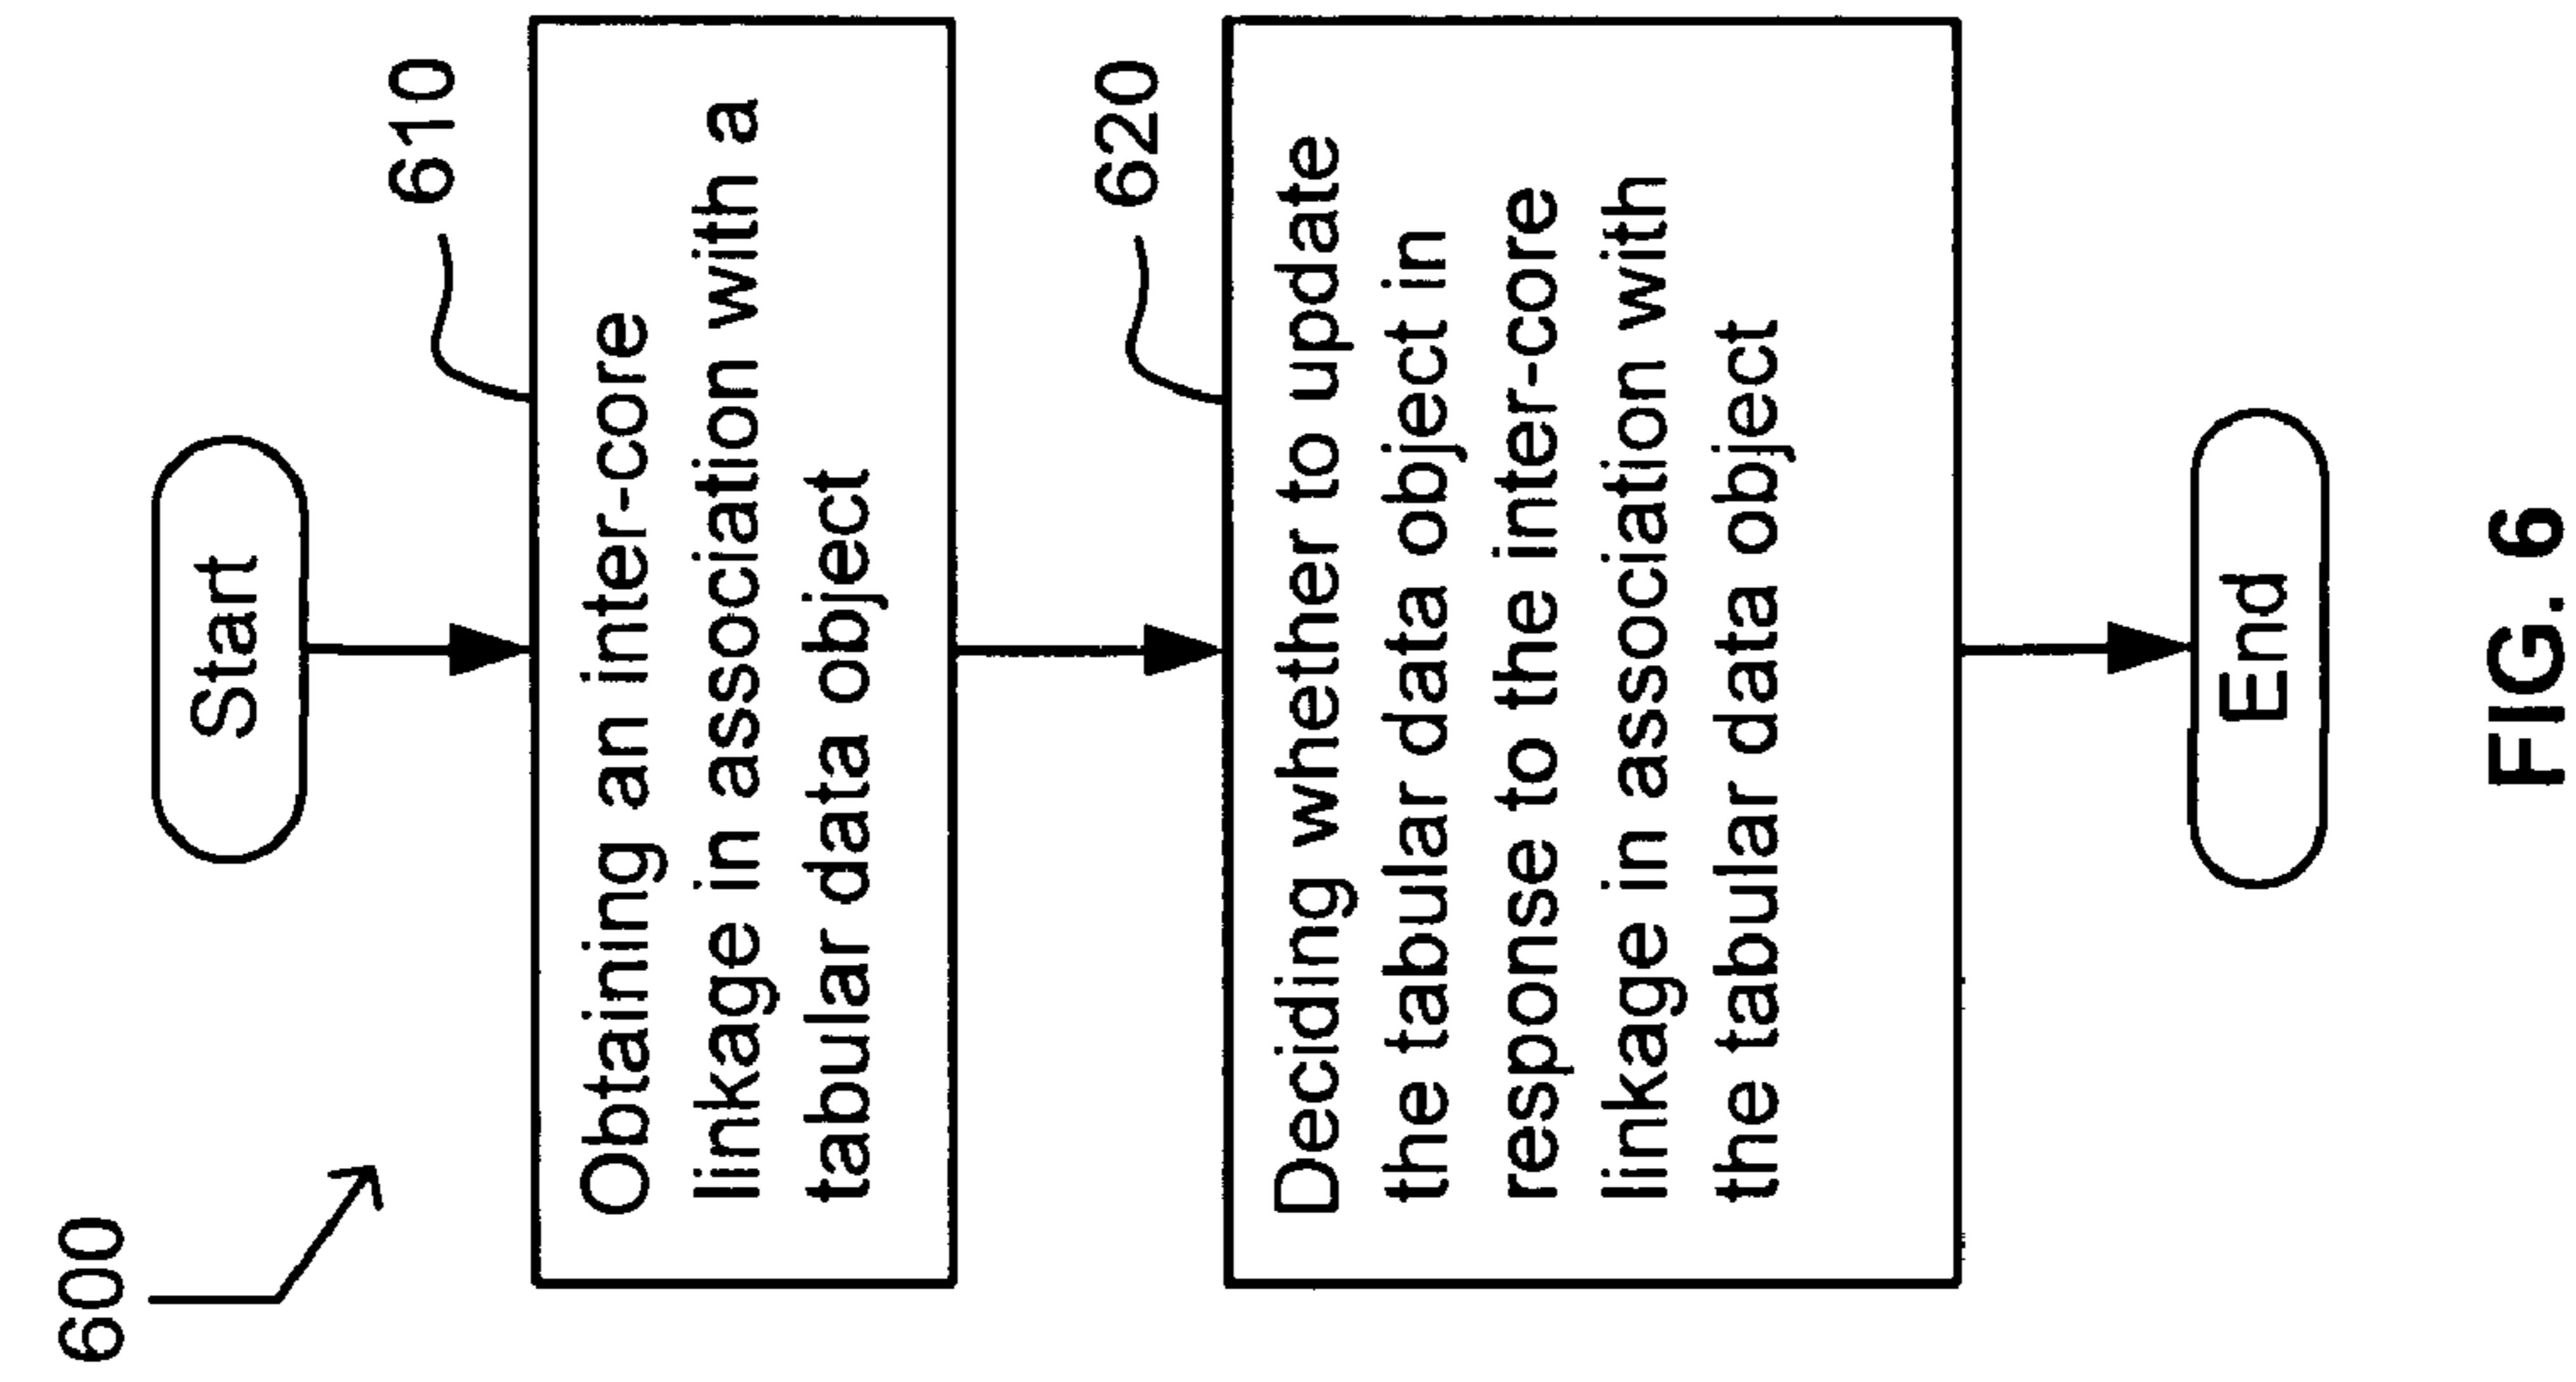 600
Start
610
Obtaining an inter-core
linkage in association with a
tabular data object
620
Deciding whether to update
the tabular data object in
response to the inter-core
linkage in association with
the tabular data object
End
FIG. 6